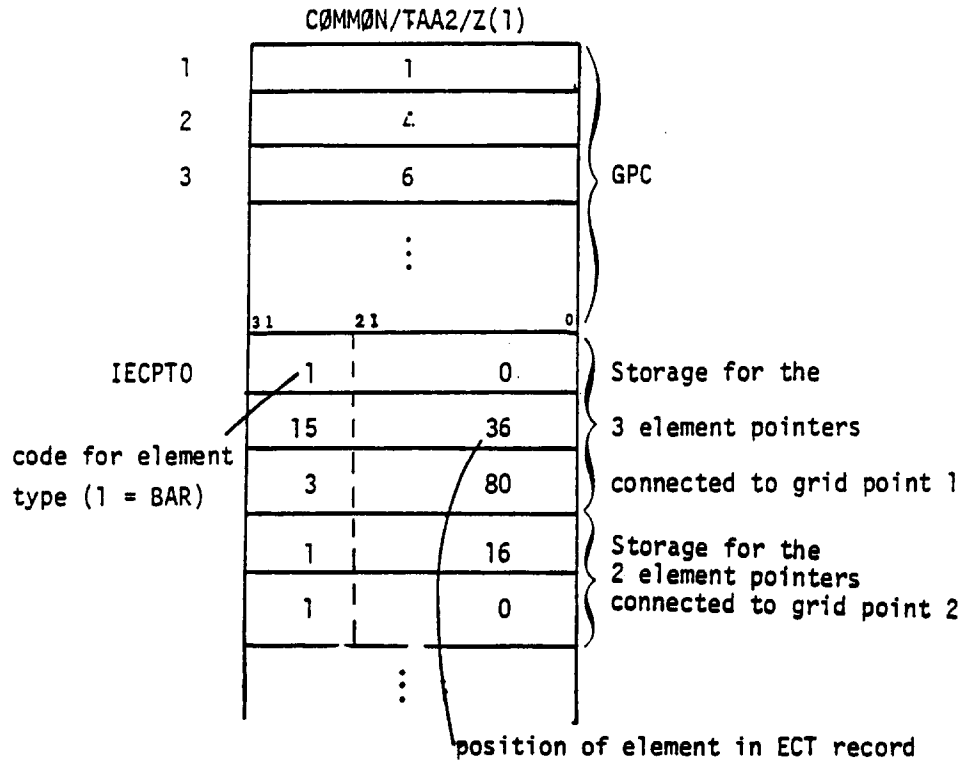 CØMMØN/TAA2/Z(1)
1 1
2 4
3 6
GPC
31 21 0
IECPTO 1 0 Storage for the
15 36 3 element pointers
code for element
type (1 = BAR)
3 80 connected to grid point 1
1 16 Storage for the
2 element pointers
1 0 connected to grid point 2
position of element in ECT record